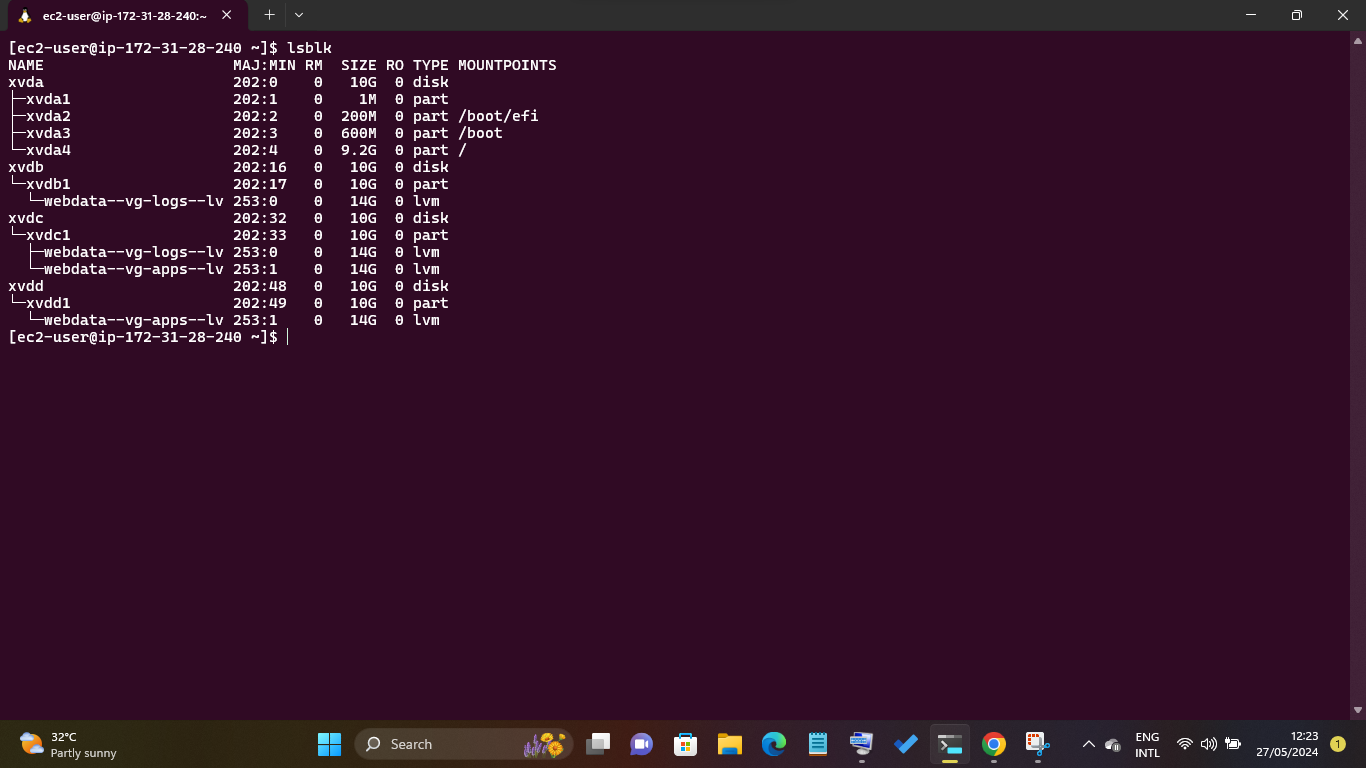 ec2-user@ip-172-31-28-240:~
[ec2-user@ip-172-31-28-240 ~]$ lsblk
NAME                     MAJ:MIN RM  SIZE RO TYPE MOUNTPOINTS
xvda                     202:0    0   10G  0 disk
├─xvda1                  202:1    0    1M  0 part
├─xvda2                  202:2    0  200M  0 part /boot/efi
├─xvda3                  202:3    0  600M  0 part /boot
└─xvda4                  202:4    0  9.2G  0 part /
xvdb                     202:16   0   10G  0 disk
└─xvdb1                  202:17   0   10G  0 part
  └─webdata--vg-logs--lv 253:0    0   14G  0 lvm
xvdc                     202:32   0   10G  0 disk
└─xvdc1                  202:33   0   10G  0 part
  ├─webdata--vg-logs--lv 253:0    0   14G  0 lvm
  └─webdata--vg-apps--lv 253:1    0   14G  0 lvm
xvdd                     202:48   0   10G  0 disk
└─xvdd1                  202:49   0   10G  0 part
  └─webdata--vg-apps--lv 253:1    0   14G  0 lvm
[ec2-user@ip-172-31-28-240 ~]$
32°C
Partly sunny
Search
ENG
INTL
12:23
27/05/2024
1